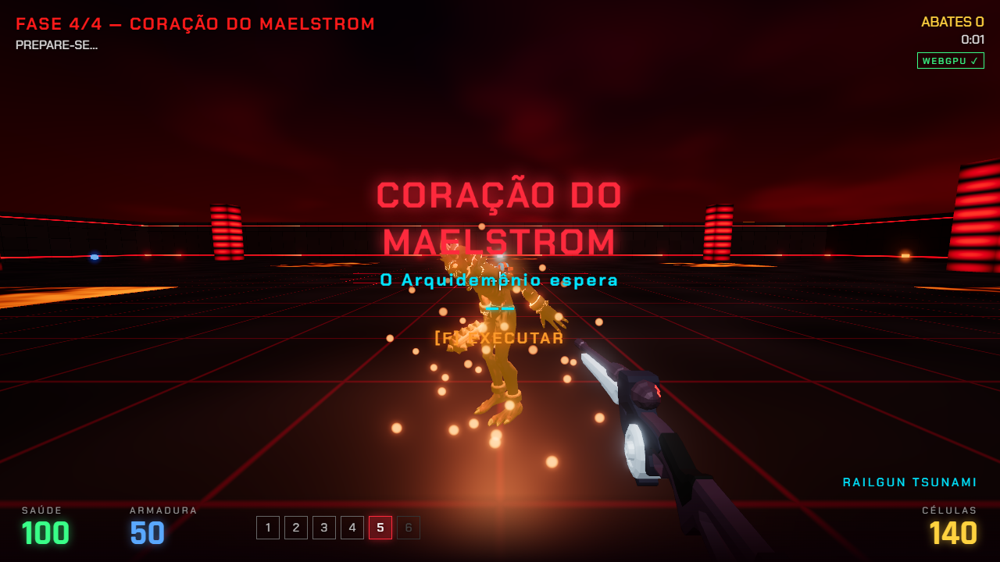 FASE 4/4 — CORAÇÃO DO MAELSTROM
PREPARE-SE...
ABATES 0
0:01
WEBGPU ✓
CORAÇÃO DO
MAELSTROM
O Arquidemônio espera
[F] EXECUTAR
RAILGUN TSUNAMI
SAÚDE
100
ARMADURA
50
1 2 3 4 5 6
CÉLULAS
140